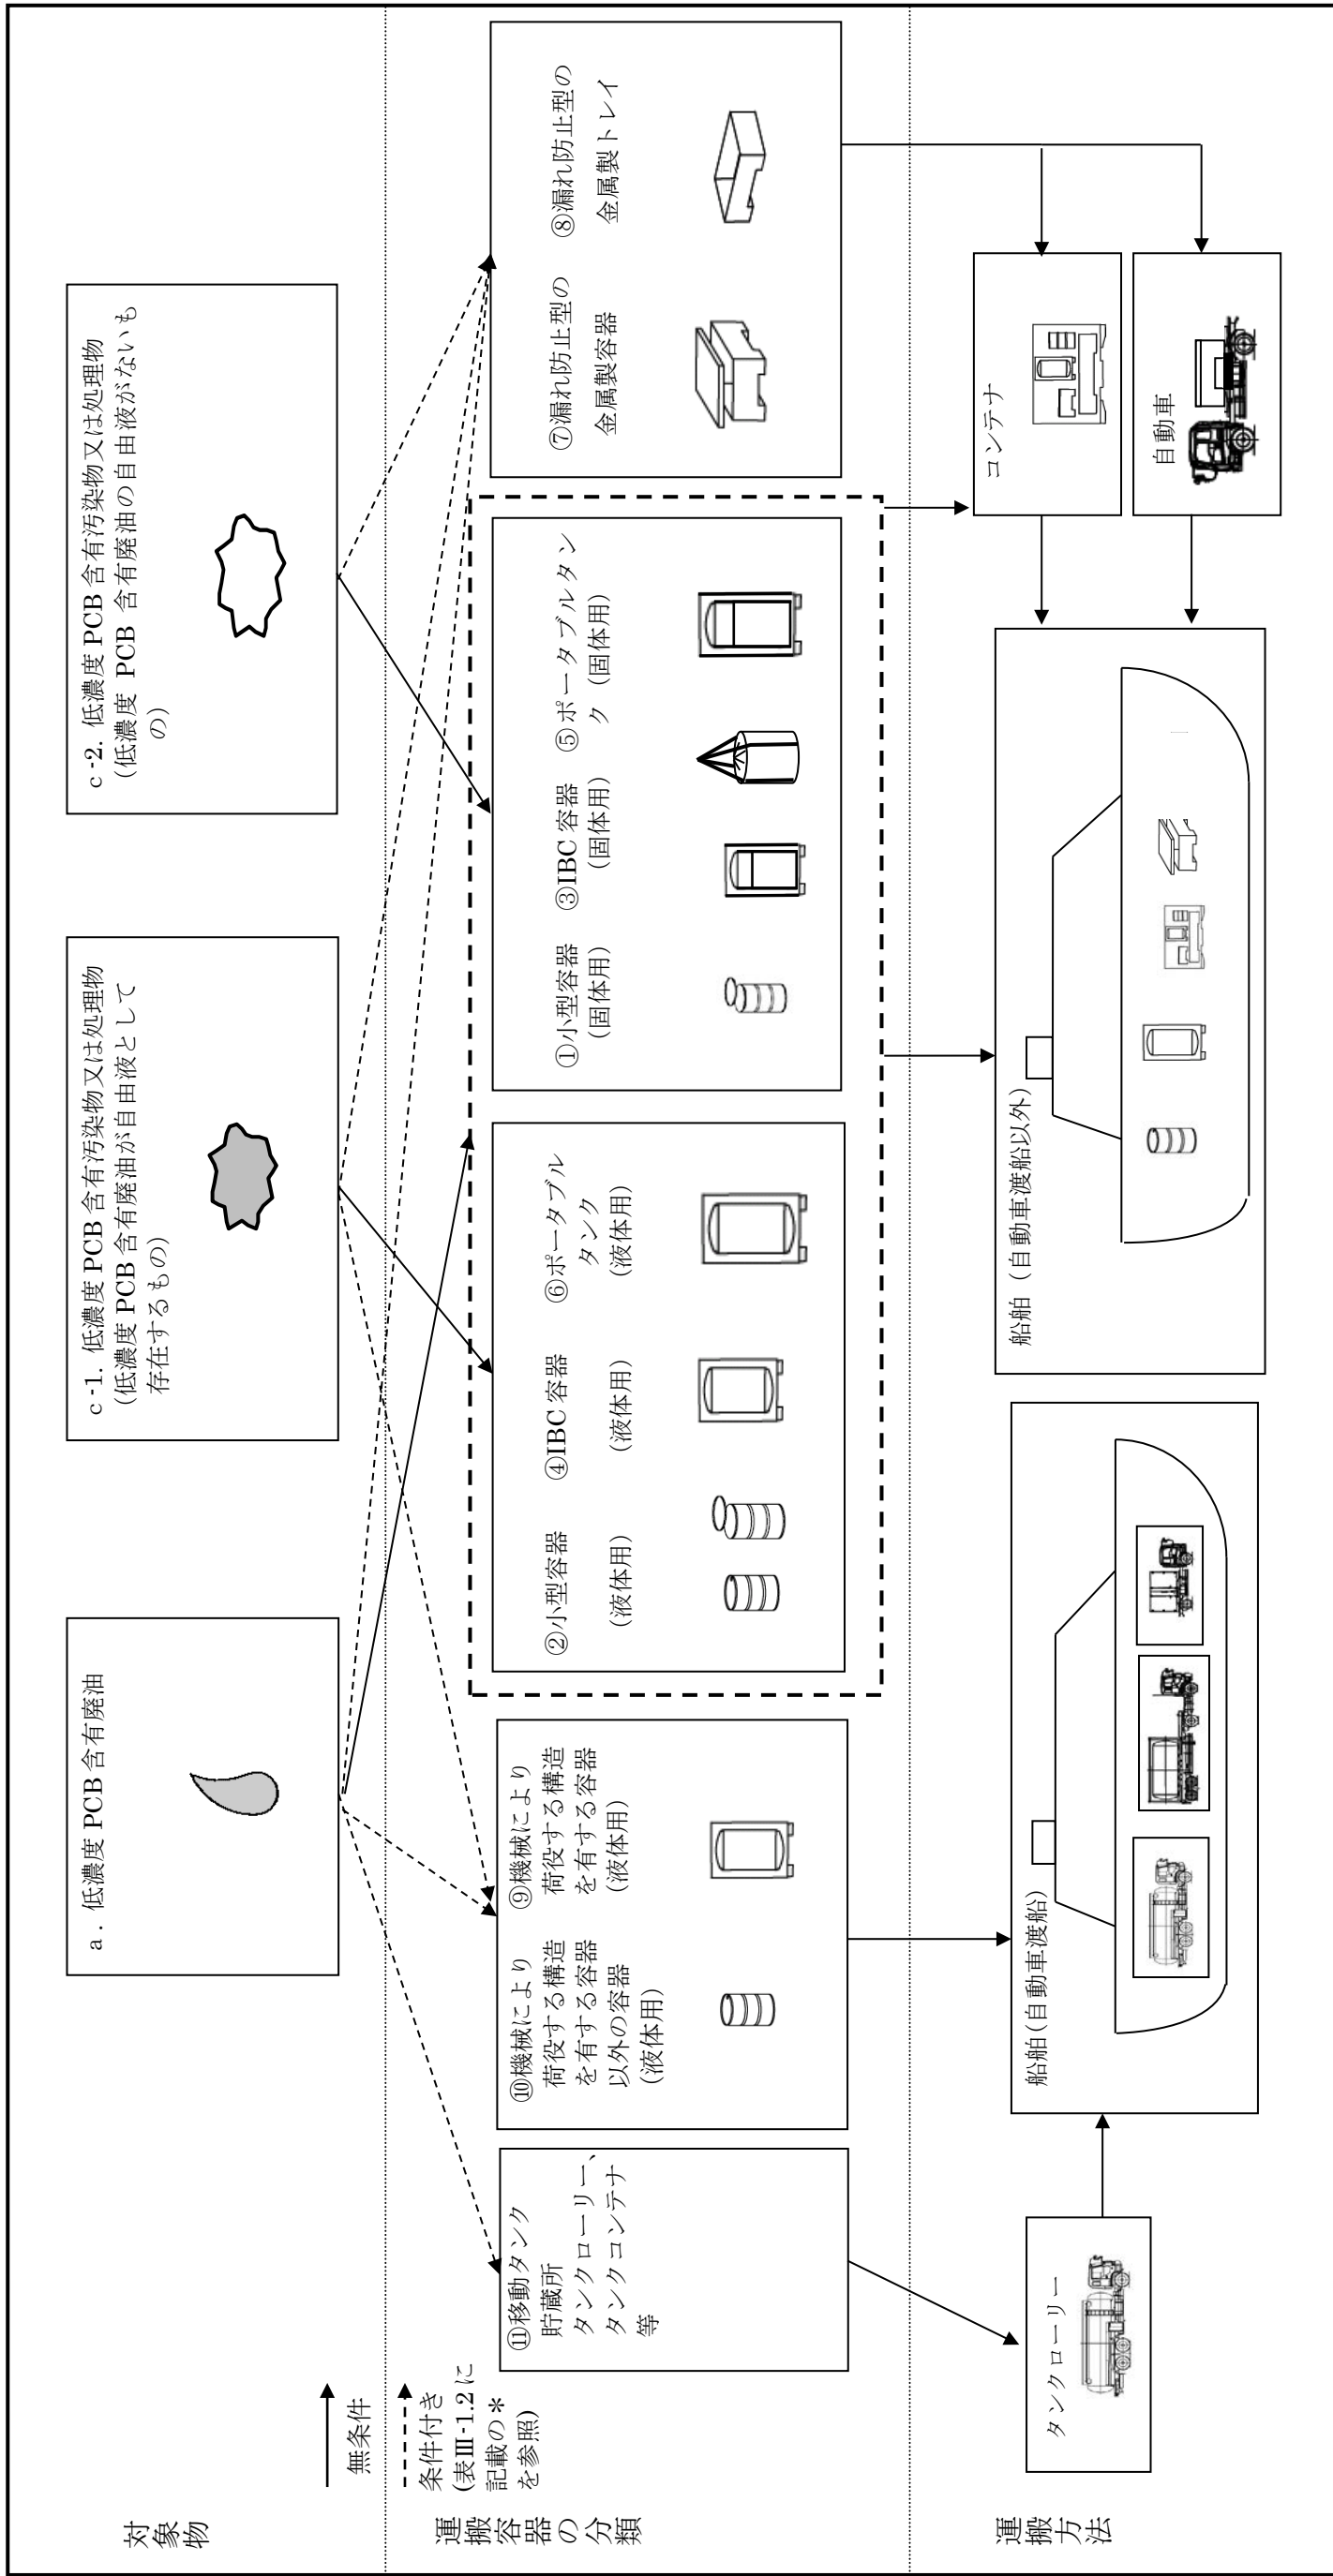 対
象
物
無条件
条件付き
(表Ⅲ-1.2 に
記載の＊
を参照)
a．低濃度 PCB 含有廃油
c-1. 低濃度 PCB 含有汚染物又は処理物
(低濃度 PCB 含有廃油が自由液として
存在するもの)
c-2. 低濃度 PCB 含有汚染物又は処理物
(低濃度 PCB 含有廃油の自由液がないも
の)
運
搬
容
器
の
分
類
⑪移動タンク
貯蔵所
タンクローリー、
タンクコンテナ
等
⑩機械により
荷役する構造
を有する容器
以外の容器
(液体用)
⑨機械により
荷役する構造
を有する容器
(液体用)
②小型容器
(液体用)
④IBC 容器
(液体用)
⑥ポータブル
タンク
(液体用)
①小型容器
(固体用)
③IBC 容器
(固体用)
⑤ポータブルタン
ク (固体用)
⑦漏れ防止型の
金属製容器
⑧漏れ防止型の
金属製トレイ
運
搬
方
法
タンクローリー
船舶(自動車渡船)
船舶 (自動車渡船以外)
コンテナ
自動車